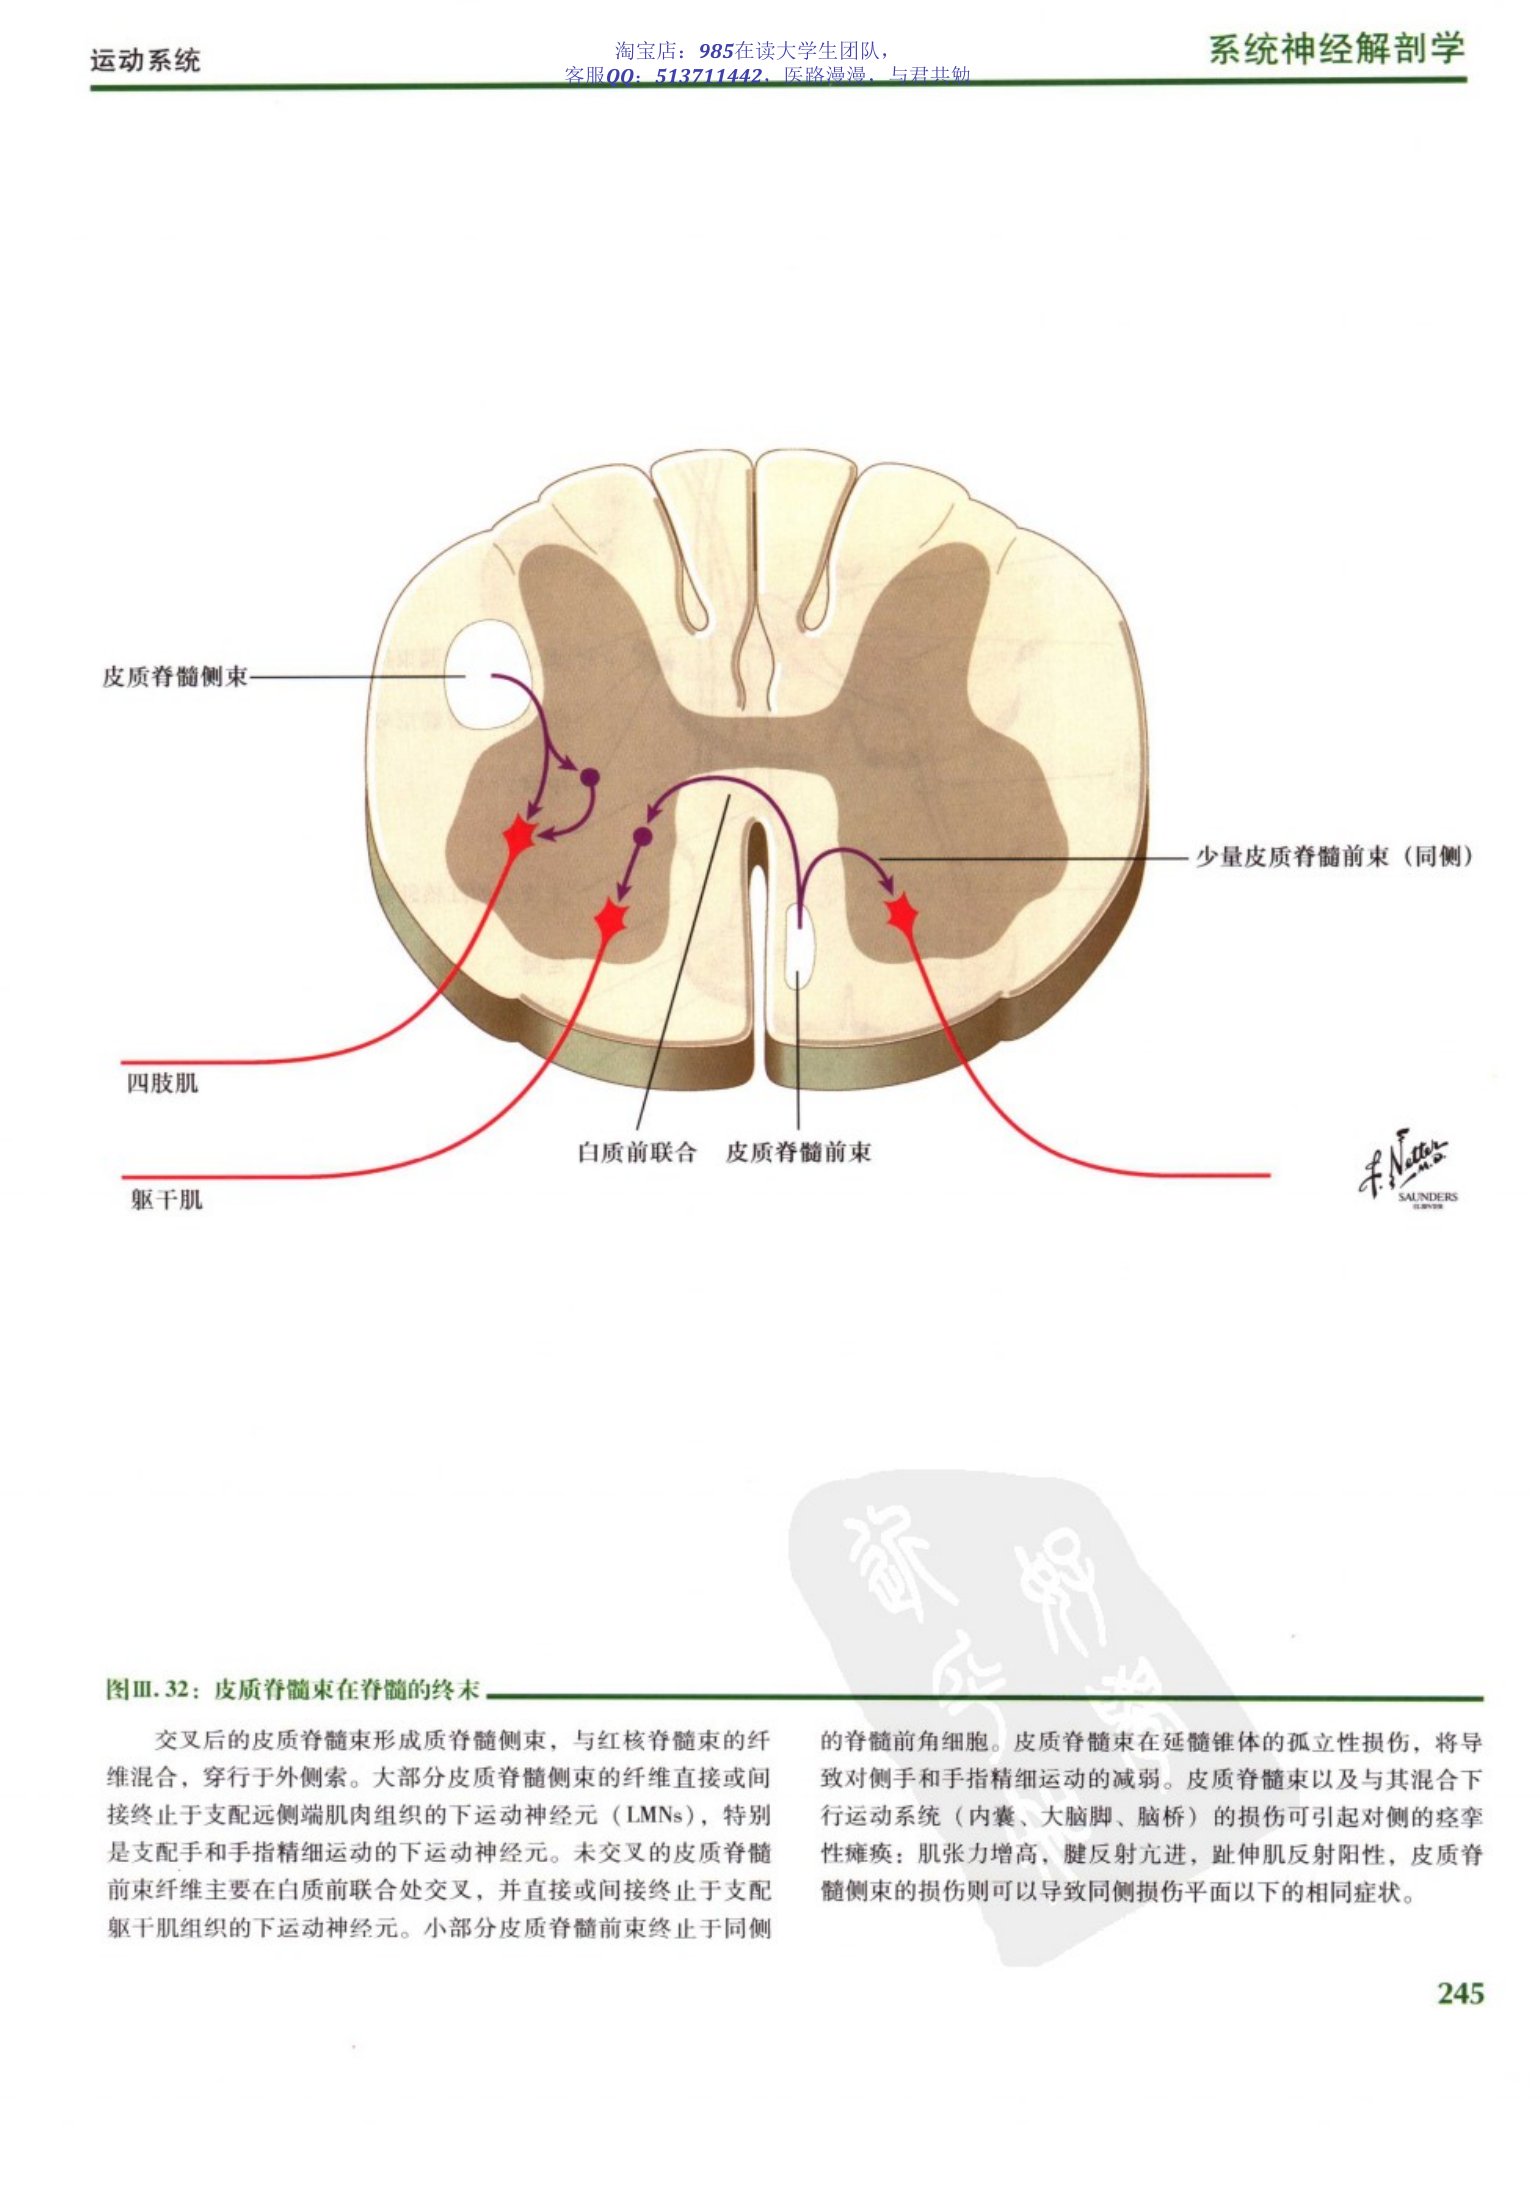 运动系统
淘宝店：985在读大学生团队，
客服QQ：513711442，医路漫漫，与君共勉
系统神经解剖学
皮质脊髓侧束
少量皮质脊髓前束（同侧）
四肢肌
白质前联合
皮质脊髓前束
躯干肌
F. Netter
M.D.
SAUNDERS
ELSEVIER
图Ⅲ. 32：皮质脊髓束在脊髓的终末
交叉后的皮质脊髓束形成质脊髓侧束，与红核脊髓束的纤
维混合，穿行于外侧索。大部分皮质脊髓侧束的纤维直接或间
接终止于支配远侧端肌肉组织的下运动神经元（LMNs），特别
是支配手和手指精细运动的下运动神经元。未交叉的皮质脊髓
前束纤维主要在白质前联合处交叉，并直接或间接终止于支配
躯干肌组织的下运动神经元。小部分皮质脊髓前束终止于同侧
的脊髓前角细胞。皮质脊髓束在延髓锥体的孤立性损伤，将导
致对侧手和手指精细运动的减弱。皮质脊髓束以及与其混合下
行运动系统（内囊、大脑脚、脑桥）的损伤可引起对侧的痉挛
性瘫痪：肌张力增高，腱反射亢进，趾伸肌反射阳性，皮质脊
髓侧束的损伤则可以导致同侧损伤平面以下的相同症状。
245